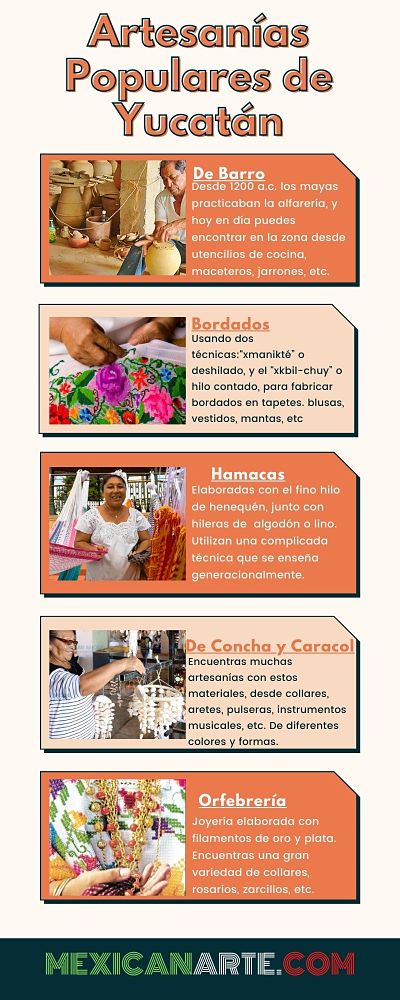 Artesanías
Populares de
Yucatán
De Barro
Desde 1200 a.c. los mayas
practicaban la alfarería, y
hoy en día puedes
encontrar en la zona desde
utencilios de cocina,
maceteros, jarrones, etc.
Bordados
Usando dos
técnicas:"xmanikté" o
deshilado, y el "xkbil-chuy" o
hilo contado, para fabricar
bordados en tapetes. blusas,
vestidos, mantas, etc
Hamacas
Elaboradas con el fino hilo
de henequén, junto con
hileras de algodón o lino.
Utilizan una complicada
técnica que se enseña
generacionalmente.
De Concha y Caracol
Encuentras muchas
artesanías con estos
materiales, desde collares,
aretes, pulseras, instrumentos
musicales, etc. De diferentes
colores y formas.
Orfebrería
Joyería elaborada con
filamentos de oro y plata.
Encuentras una gran
variedad de collares,
rosarios, zarcillos, etc.
MEXICANARTE.COM